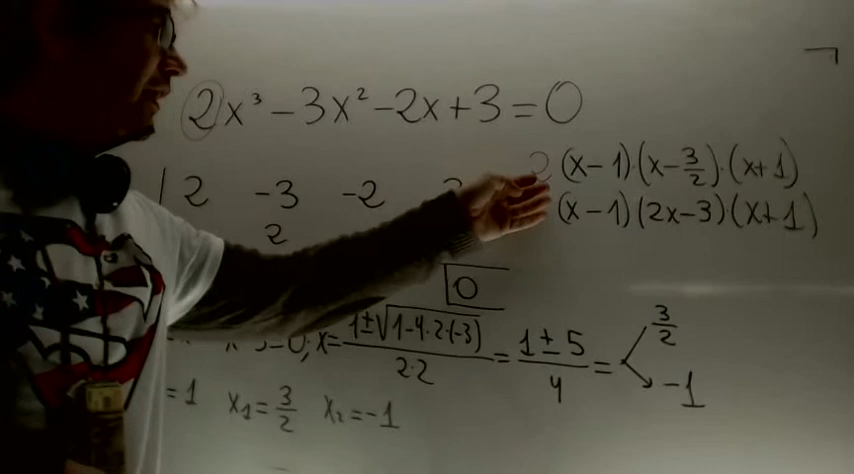 2x³ - 3x² - 2x + 3 = 0
2 (x - 1)·(x - 3/2)·(x + 1)
2 -3 -2
(x - 1)(2x - 3)(x + 1)
2
0
= 0; x = 1 ± √(1 - 4·2·(-3)) / 2·2 = 1 ± 5 / 4 = 3/2
-1
= 1 x₁ = 3/2 x₂ = -1